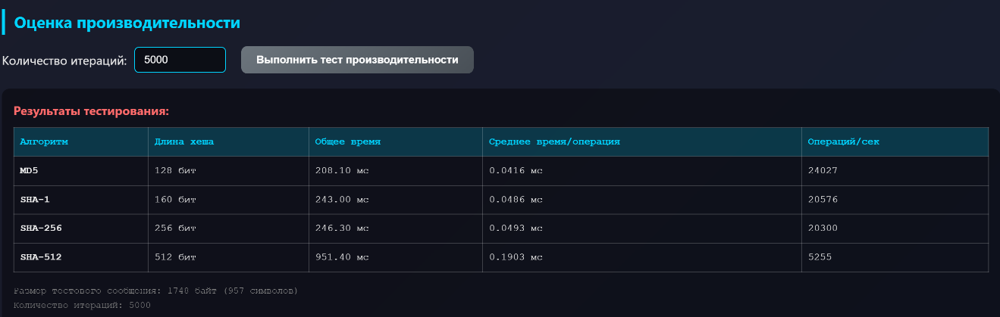 Оценка производительности
Количество итераций: 5000 Выполнить тест производительности
Результаты тестирования:
Алгоритм Длина хеша Общее время Среднее время/операция Операций/сек
MD5 128 бит 208.10 мс 0.0416 мс 24027
SHA-1 160 бит 243.00 мс 0.0486 мс 20576
SHA-256 256 бит 246.30 мс 0.0493 мс 20300
SHA-512 512 бит 951.40 мс 0.1903 мс 5255
Размер тестового сообщения: 1740 байт (957 символов)
Количество итераций: 5000